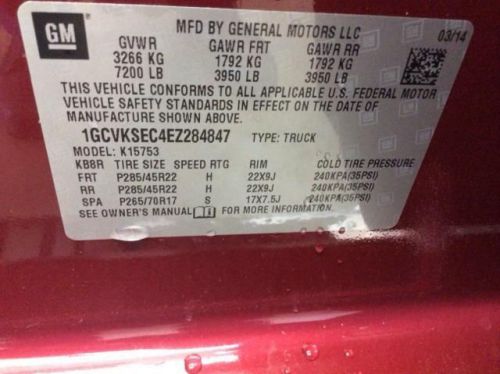 GM
MFD BY GENERAL MOTORS LLC
03/14
GVWR GAWR FRT GAWR RR
3266 KG 1792 KG 1792 KG
7200 LB 3950 LB 3950 LB
THIS VEHICLE CONFORMS TO ALL APPLICABLE U.S. FEDERAL MOTOR
VEHICLE SAFETY STANDARDS IN EFFECT ON THE DATE OF
MANUFACTURE SHOWN ABOVE.
1GCVKSEC4EZ284847 TYPE: TRUCK
MODEL: K15753
KB8R TIRE SIZE SPEED RTG RIM COLD TIRE PRESSURE
FRT P285/45R22 H 22X9J 240KPA(35PSI)
RR P285/45R22 H 22X9J 240KPA(35PSI)
SPA P265/70R17 S 17X7.5J 240KPA(35PSI)
SEE OWNER'S MANUAL FOR MORE INFORMATION.